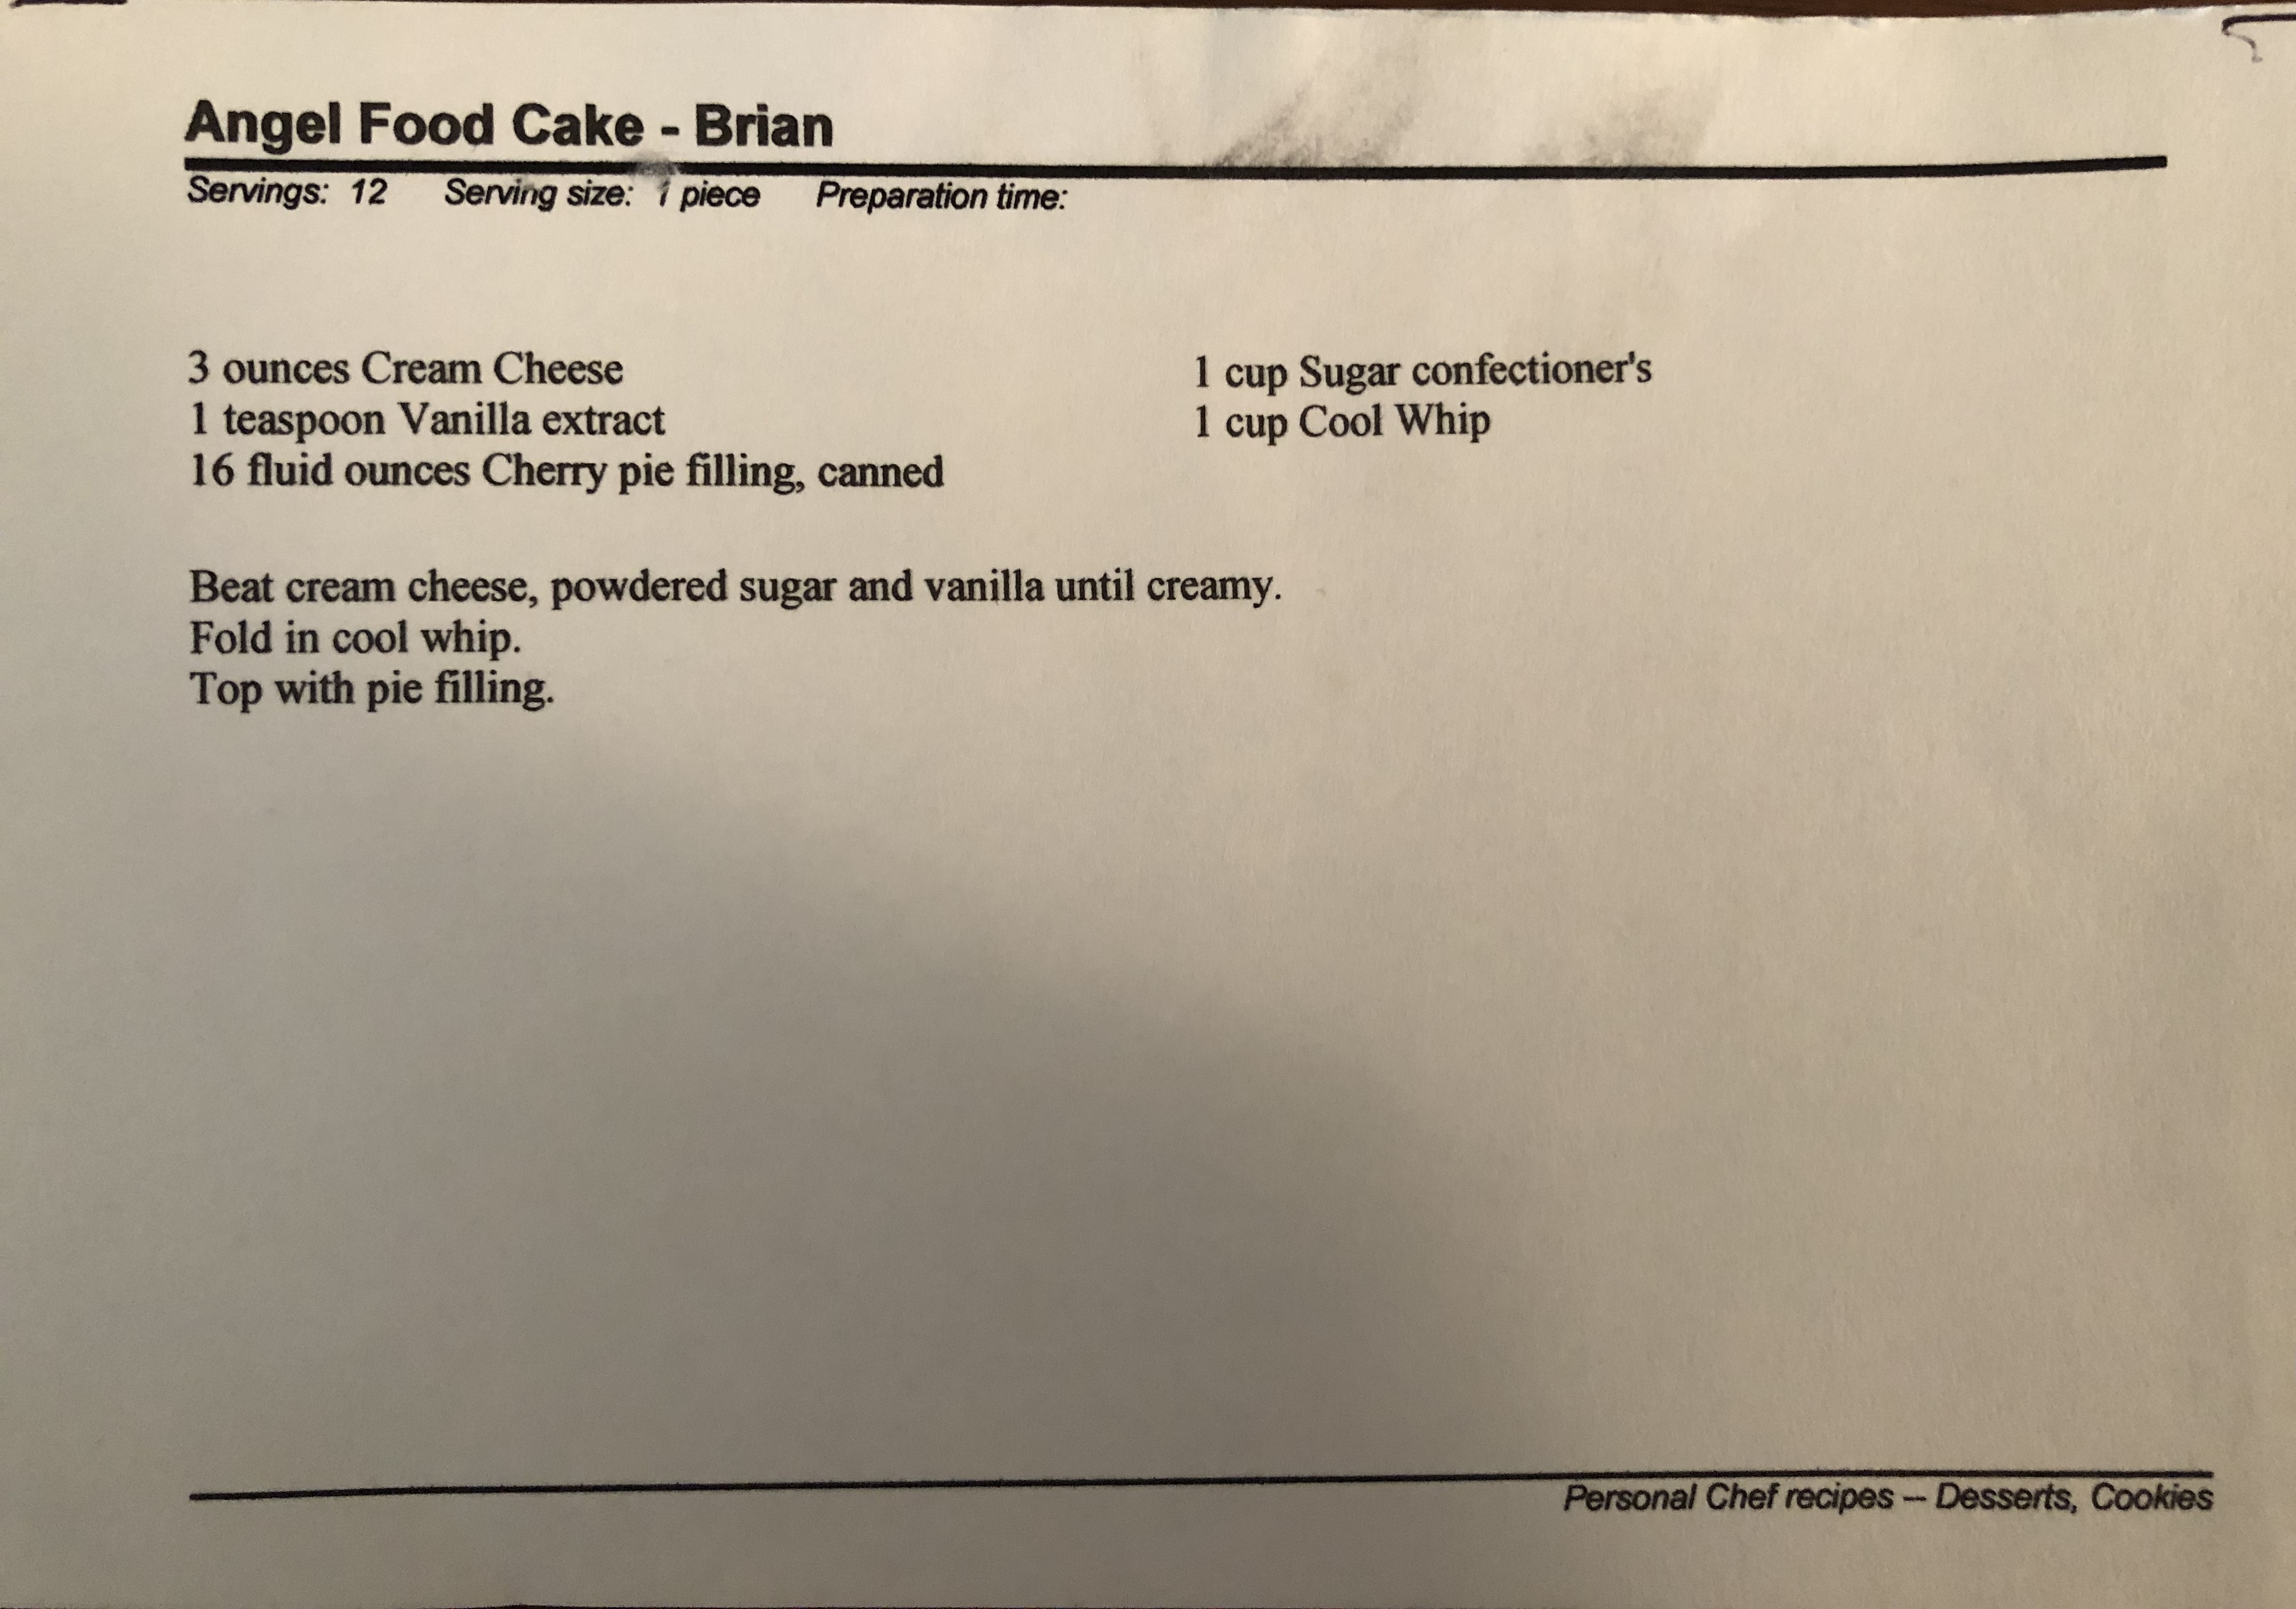 Angel Food Cake - Brian
Servings: 12 Serving size: 1 piece Preparation time:
3 ounces Cream Cheese
1 teaspoon Vanilla extract
16 fluid ounces Cherry pie filling, canned
1 cup Sugar confectioner's
1 cup Cool Whip
Beat cream cheese, powdered sugar and vanilla until creamy.
Fold in cool whip.
Top with pie filling.
Personal Chef recipes – Desserts, Cookies